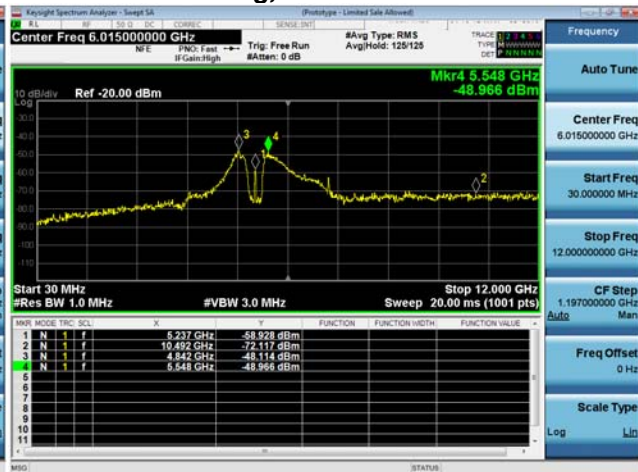 Keysight Spectrum Analyzer - Swept SA (Prototype - Limited Sale Allowed)
RL RF 50 Ω DC CORREC SENSE:INT
Center Freq 6.015000000 GHz
NFE PNO: Fast IFGain:High
Trig: Free Run #Atten: 0 dB
#Avg Type: RMS Avg|Hold: 125/125
TRACE 1 2 3 4 5 6
TYPE
DET P N N N N N
Mkr4 5.548 GHz
-48.966 dBm
10 dB/div Ref -20.00 dBm
Log
-30.0
-40.0
3 4
-50.0
1
-60.0
-70.0
2
-80.0
-90.0
-100
-110
Start 30 MHz Stop 12.000 GHz
#Res BW 1.0 MHz #VBW 3.0 MHz Sweep 20.00 ms (1001 pts)
MKR MODE TRC SCL X Y FUNCTION FUNCTION WIDTH FUNCTION VALUE
1 N 1 f 5.237 GHz -58.928 dBm
2 N 1 f 10.492 GHz -72.117 dBm
3 N 1 f 4.842 GHz -48.114 dBm
4 N 1 f 5.548 GHz -48.966 dBm
5
6
7
8
9
10
11
MSG STATUS
Frequency
Auto Tune
Center Freq
6.015000000 GHz
Start Freq
30.000000 MHz
Stop Freq
12.000000000 GHz
CF Step
1.197000000 GHz
Auto Man
Freq Offset
0 Hz
Scale Type
Log Lin